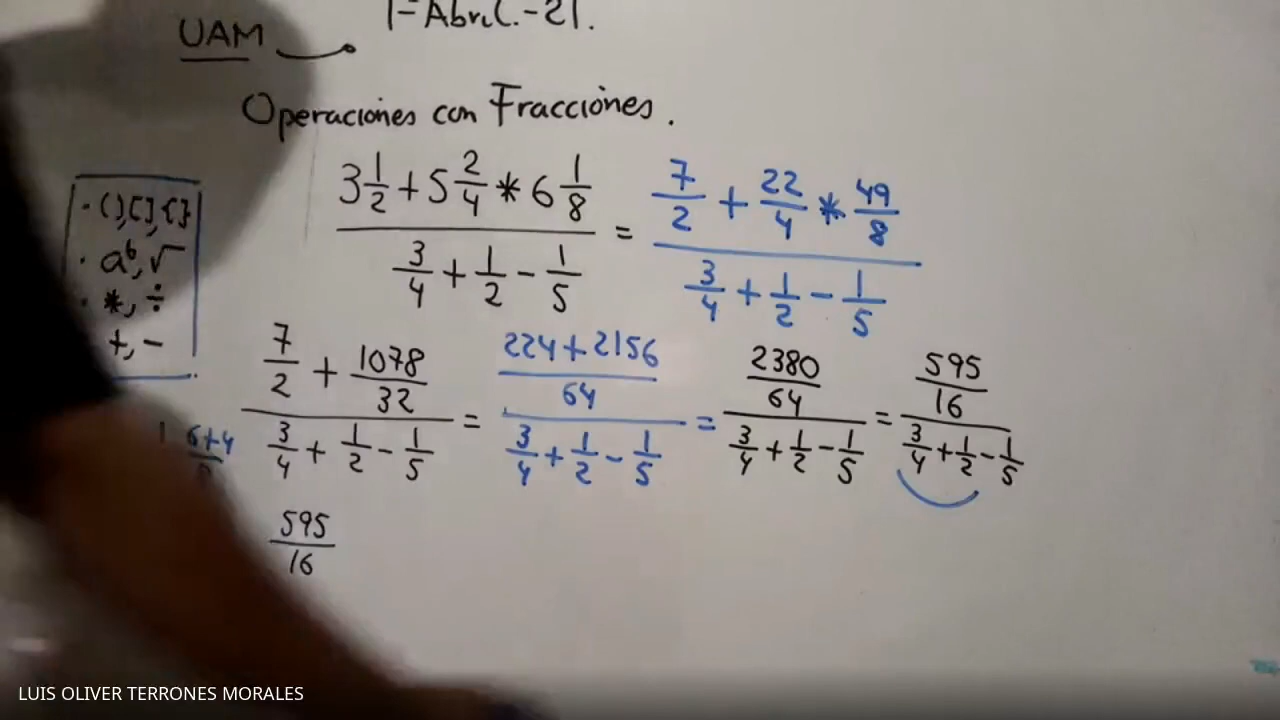 1-Abril.-21.
UAM
Operaciones con Fracciones.
· ( ), [ ], { }
· a^b, √
· *, ÷
+, -
(3 1/2 + 5 2/4 * 6 1/8) / (3/4 + 1/2 - 1/5) = (7/2 + 22/4 * 49/8) / (3/4 + 1/2 - 1/5)
(7/2 + 1078/32) / (3/4 + 1/2 - 1/5) = ((224+2156)/64) / (3/4 + 1/2 - 1/5) = (2380/64) / (3/4 + 1/2 - 1/5) = (595/16) / (3/4 + 1/2 - 1/5)
6+4
595/16
LUIS OLIVER TERRONES MORALES